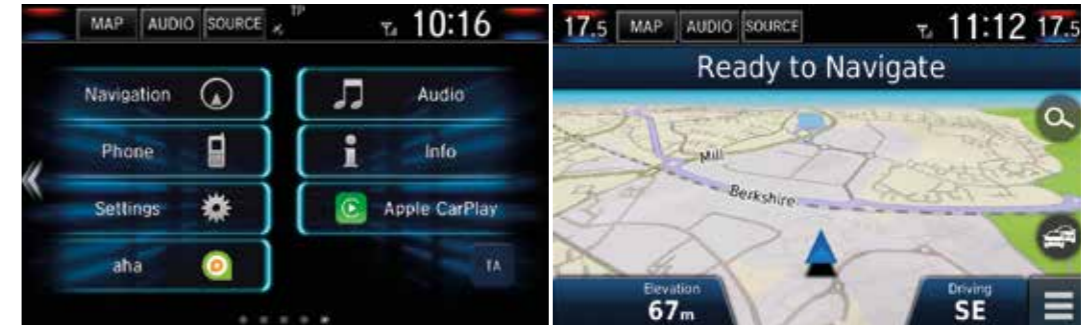 MAP AUDIO SOURCE TP 10:16
Navigation Audio
Phone Info
Settings Apple CarPlay
aha TA
17.5 MAP AUDIO SOURCE 11:12 17.5
Ready to Navigate
Mill
Berkshire
Elevation Driving
67m SE